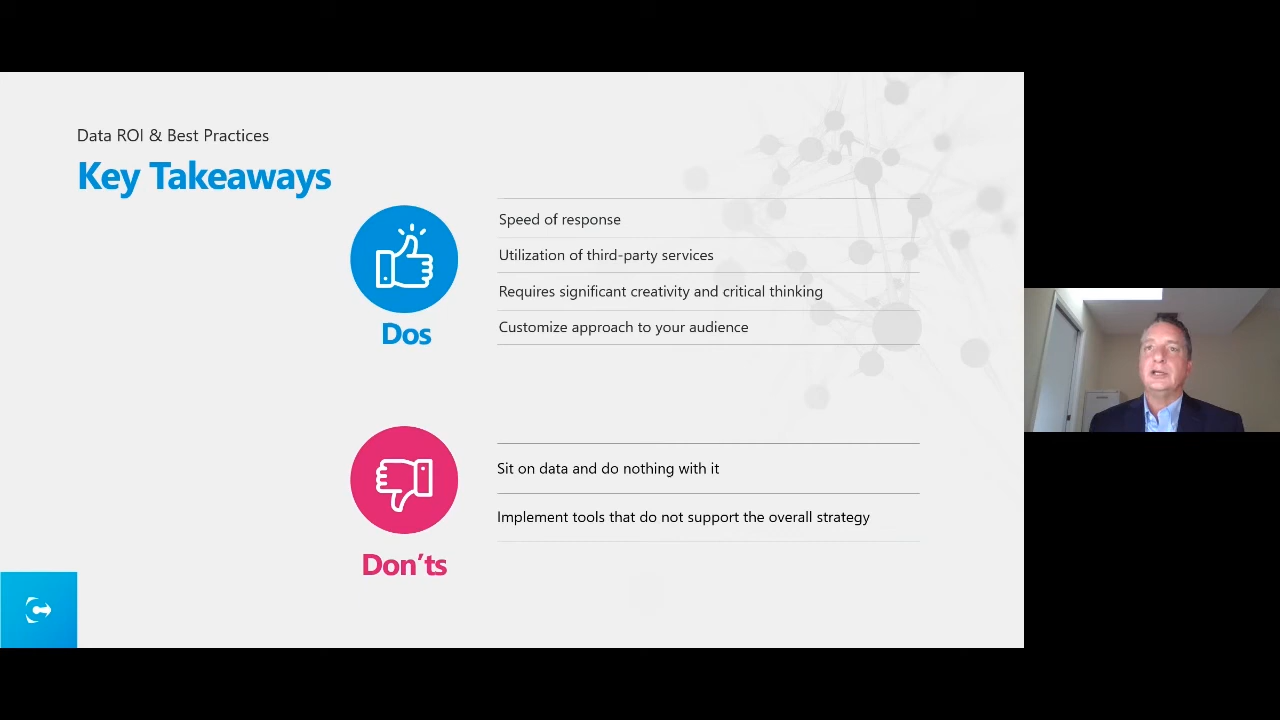 Data ROI & Best Practices
Key Takeaways
Speed of response
Utilization of third-party services
Requires significant creativity and critical thinking
Customize approach to your audience
Dos
Sit on data and do nothing with it
Implement tools that do not support the overall strategy
Don’ts